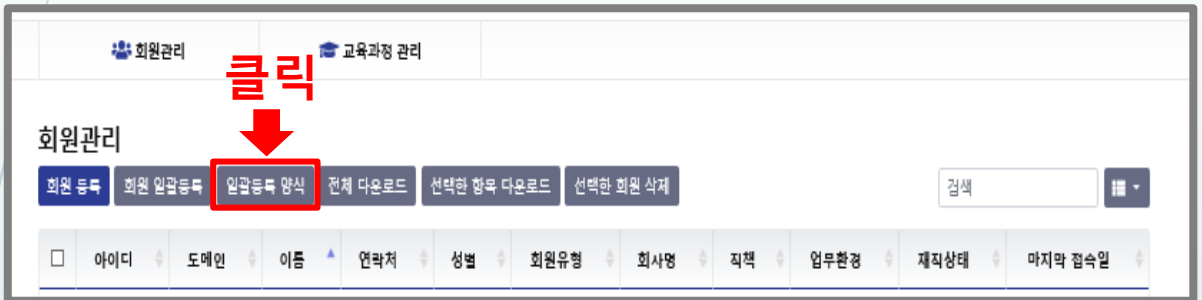 회원관리 교육과정 관리
클릭
회원관리
회원 등록 회원 일괄등록 일괄등록 양식 전체 다운로드 선택한 항목 다운로드 선택한 회원 삭제 검색
아이디 도메인 이름 연락처 성별 회원유형 회사명 직책 업무환경 재직상태 마지막 접속일